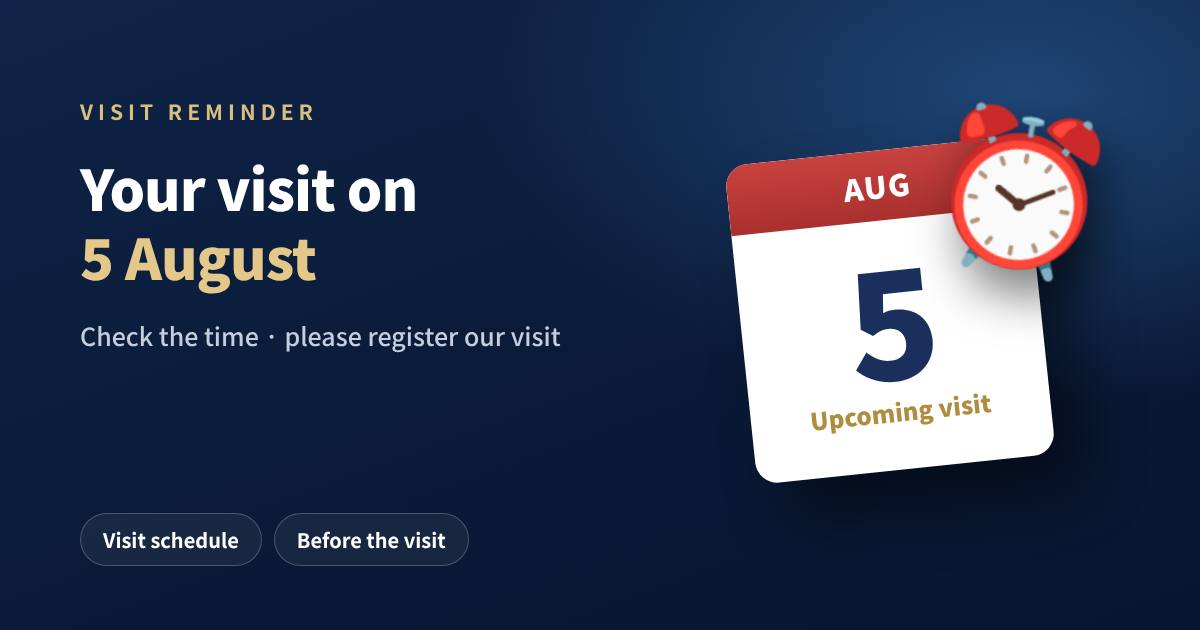 VISIT REMINDER
Your visit on
5 August
Check the time · please register our visit
Visit schedule
Before the visit
AUG
5
Upcoming visit